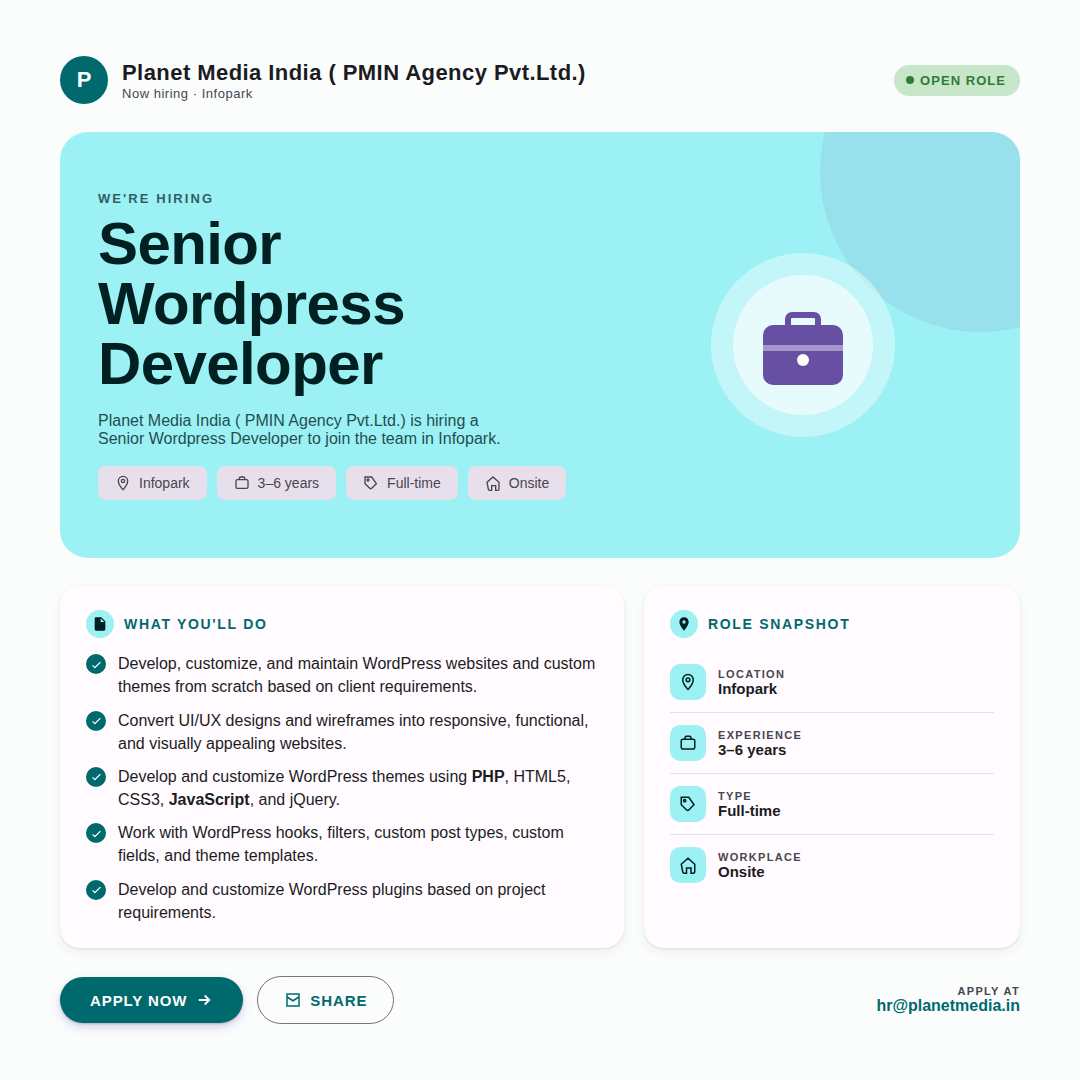 P
Planet Media India ( PMIN Agency Pvt.Ltd.)
Now hiring · Infopark
OPEN ROLE
WE'RE HIRING
Senior
Wordpress
Developer
Planet Media India ( PMIN Agency Pvt.Ltd.) is hiring a
Senior Wordpress Developer to join the team in Infopark.
Infopark
3–6 years
Full-time
Onsite
WHAT YOU'LL DO
Develop, customize, and maintain WordPress websites and custom
themes from scratch based on client requirements.
Convert UI/UX designs and wireframes into responsive, functional,
and visually appealing websites.
Develop and customize WordPress themes using PHP, HTML5,
CSS3, JavaScript, and jQuery.
Work with WordPress hooks, filters, custom post types, custom
fields, and theme templates.
Develop and customize WordPress plugins based on project
requirements.
ROLE SNAPSHOT
LOCATION
Infopark
EXPERIENCE
3–6 years
TYPE
Full-time
WORKPLACE
Onsite
APPLY NOW
SHARE
APPLY AT
hr@planetmedia.in